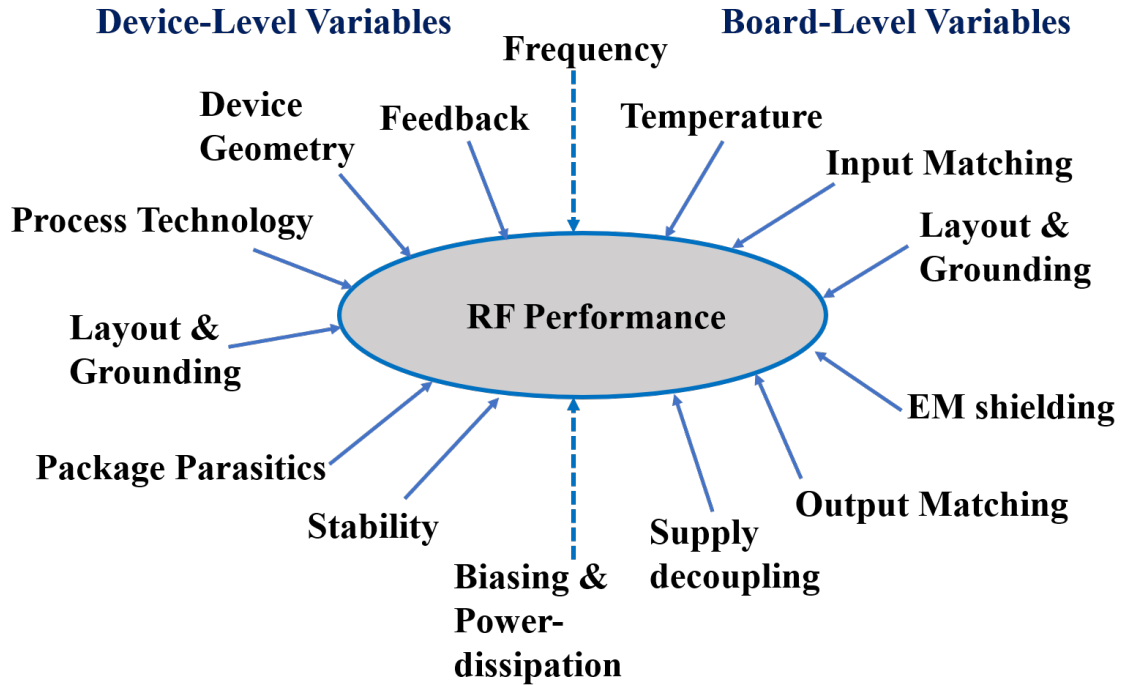 Device-Level Variables
Board-Level Variables
Frequency
Device
Geometry
Feedback
Temperature
Input Matching
Process Technology
Layout &
Grounding
RF Performance
Layout &
Grounding
EM shielding
Package Parasitics
Output Matching
Stability
Supply
decoupling
Biasing &
Power-
dissipation